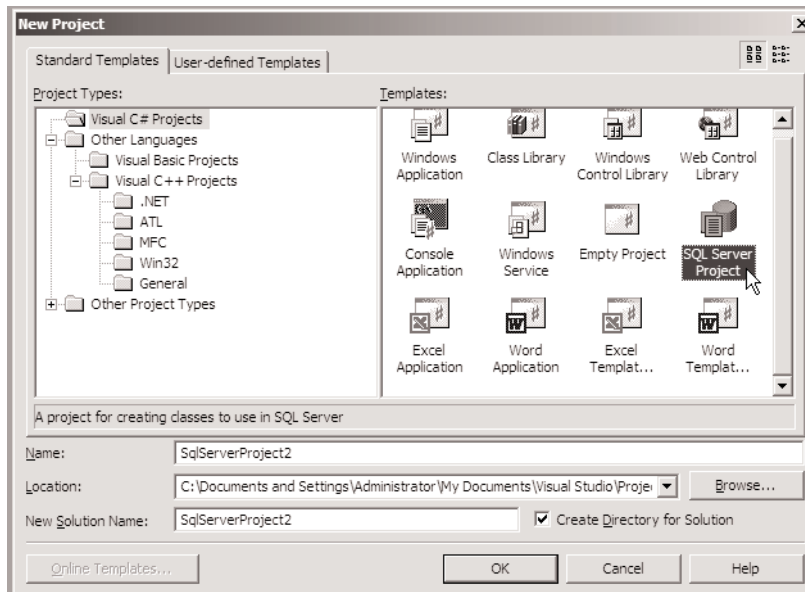 New Project
Standard Templates
User-defined Templates
Project Types:
Visual C# Projects
Other Languages
Visual Basic Projects
Visual C++ Projects
.NET
ATL
MFC
Win32
General
Other Project Types
Templates:
Windows Application
Class Library
Windows Control Library
Web Control Library
Console Application
Windows Service
Empty Project
SQL Server Project
Excel Application
Word Application
Excel Templat...
Word Templat...
A project for creating classes to use in SQL Server
Name:
SqlServerProject2
Location:
C:\Documents and Settings\Administrator\My Documents\Visual Studio\Projec
Browse...
New Solution Name:
SqlServerProject2
Create Directory for Solution
Online Templates...
OK
Cancel
Help